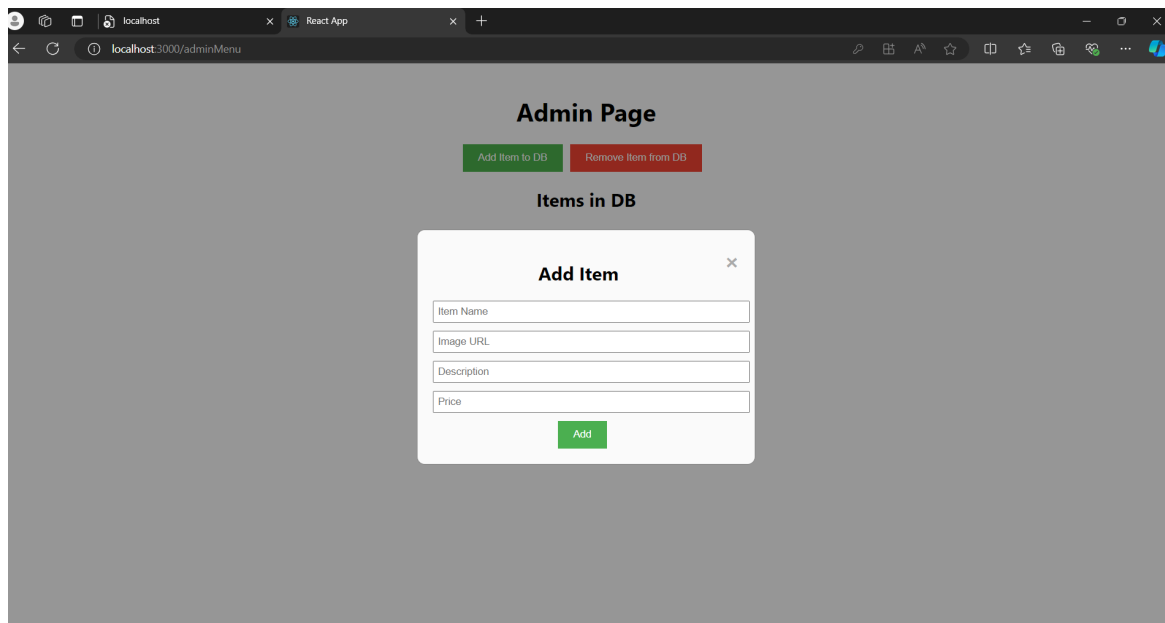 localhost
React App
localhost:3000/adminMenu
Admin Page
Add Item to DB
Remove Item from DB
Items in DB
Add Item
Item Name
Image URL
Description
Price
Add